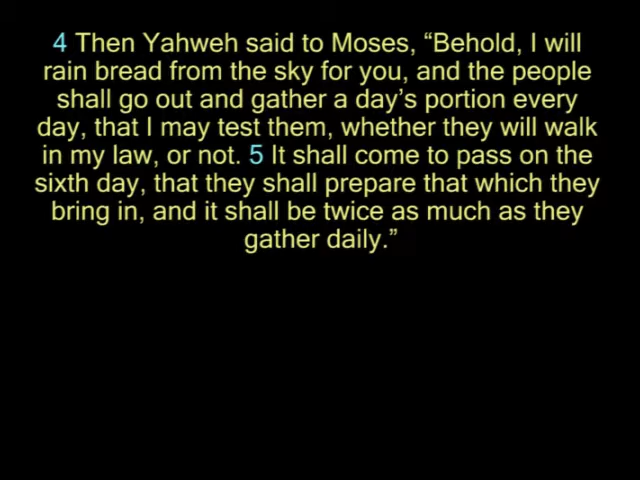 4 Then Yahweh said to Moses, “Behold, I will
rain bread from the sky for you, and the people
shall go out and gather a day’s portion every
day, that I may test them, whether they will walk
in my law, or not. 5 It shall come to pass on the
sixth day, that they shall prepare that which they
bring in, and it shall be twice as much as they
gather daily.”